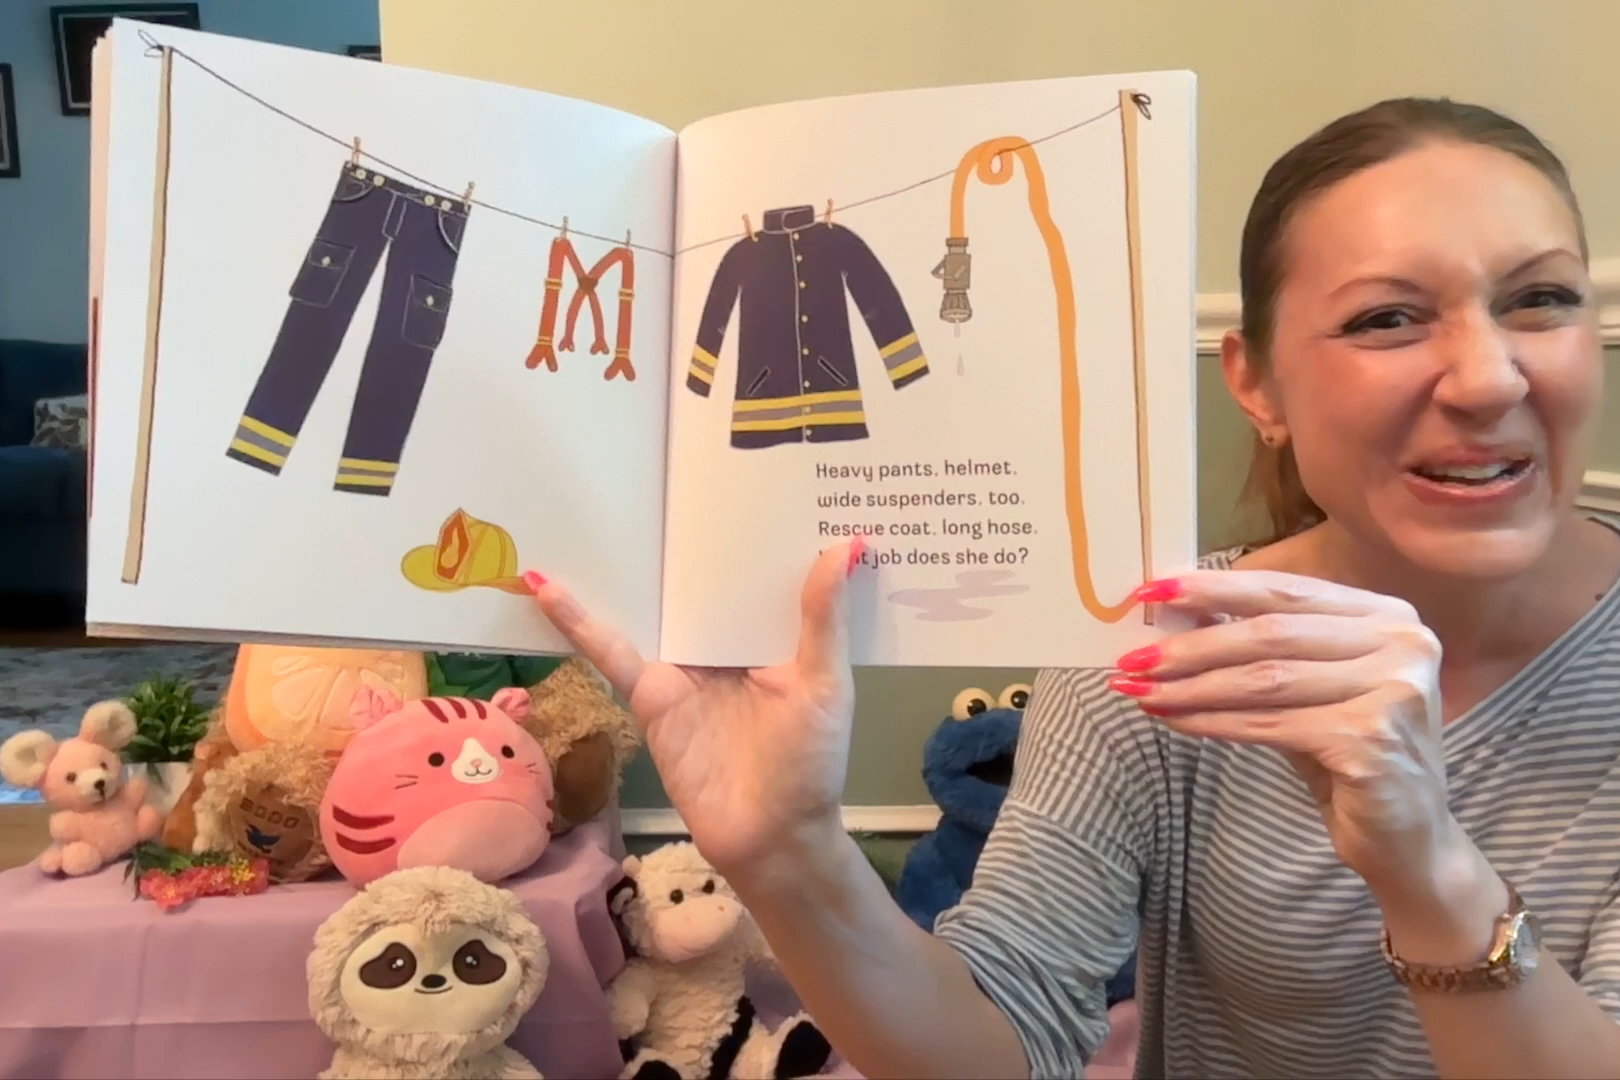 Heavy pants, helmet,
wide suspenders, too.
Rescue coat, long hose.
job does she do?